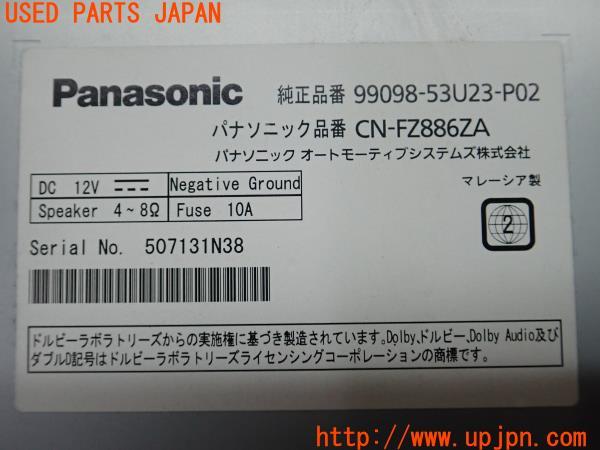 USED PARTS JAPAN
Panasonic 純正品番 99098-53U23-P02
パナソニック品番 CN-FZ886ZA
パナソニック オートモーティブシステムズ株式会社
DC 12V Negative Ground
マレーシア製
Speaker 4~8Ω Fuse 10A
2
Serial No. 507131N38
ドルビーラボラトリーズからの実施権に基づき製造されています。Dolby､ドルビー､Dolby Audio及び
ダブルD記号はドルビーラボラトリーズライセンシングコーポレーションの商標です。
USED PARTS JAPAN
http://www.upjpn.com